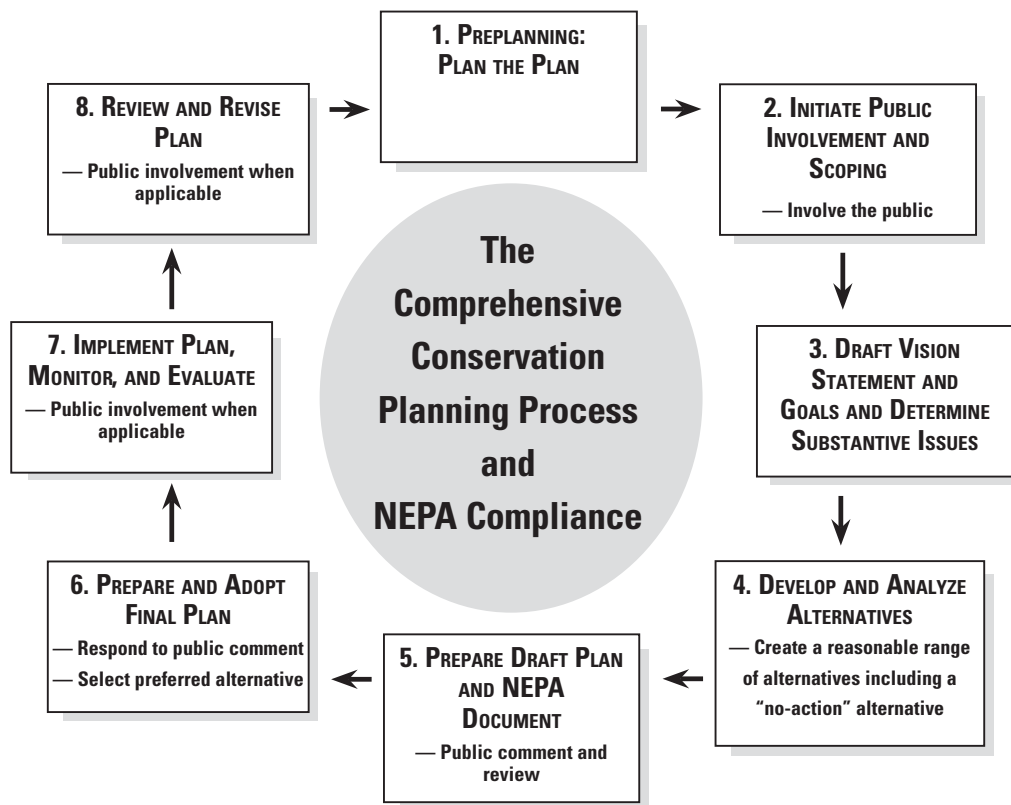 1. Preplanning:
Plan the Plan
2. Initiate Public
Involvement and
Scoping
— Involve the public
3. Draft Vision
Statement and
Goals and Determine
Substantive Issues
4. Develop and Analyze
Alternatives
— Create a reasonable range
of alternatives including a
“no-action” alternative
5. Prepare Draft Plan
and NEPA
Document
— Public comment and
review
6. Prepare and Adopt
Final Plan
— Respond to public comment
— Select preferred alternative
7. Implement Plan,
Monitor, and Evaluate
— Public involvement when
applicable
8. Review and Revise
Plan
— Public involvement when
applicable
The
Comprehensive
Conservation
Planning Process
and
NEPA Compliance